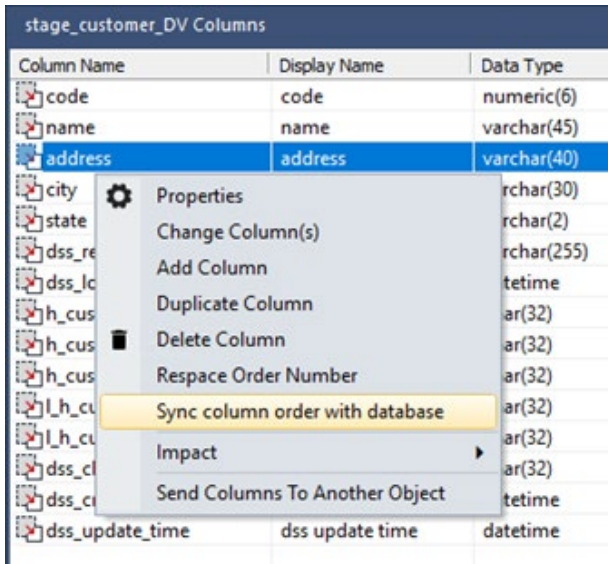 stage_customer_DV Columns
Column Name Display Name Data Type
code code numeric(6)
name name varchar(45)
address address varchar(40)
city rchar(30)
state rchar(2)
dss_re rchar(255)
dss_lo tetime
h_cus ar(32)
h_cus ar(32)
h_cus ar(32)
l_h_cu ar(32)
l_h_cu ar(32)
dss_cl ar(32)
dss_cr tetime
dss_update_time dss update time datetime
Properties
Change Column(s)
Add Column
Duplicate Column
Delete Column
Respace Order Number
Sync column order with database
Impact
Send Columns To Another Object